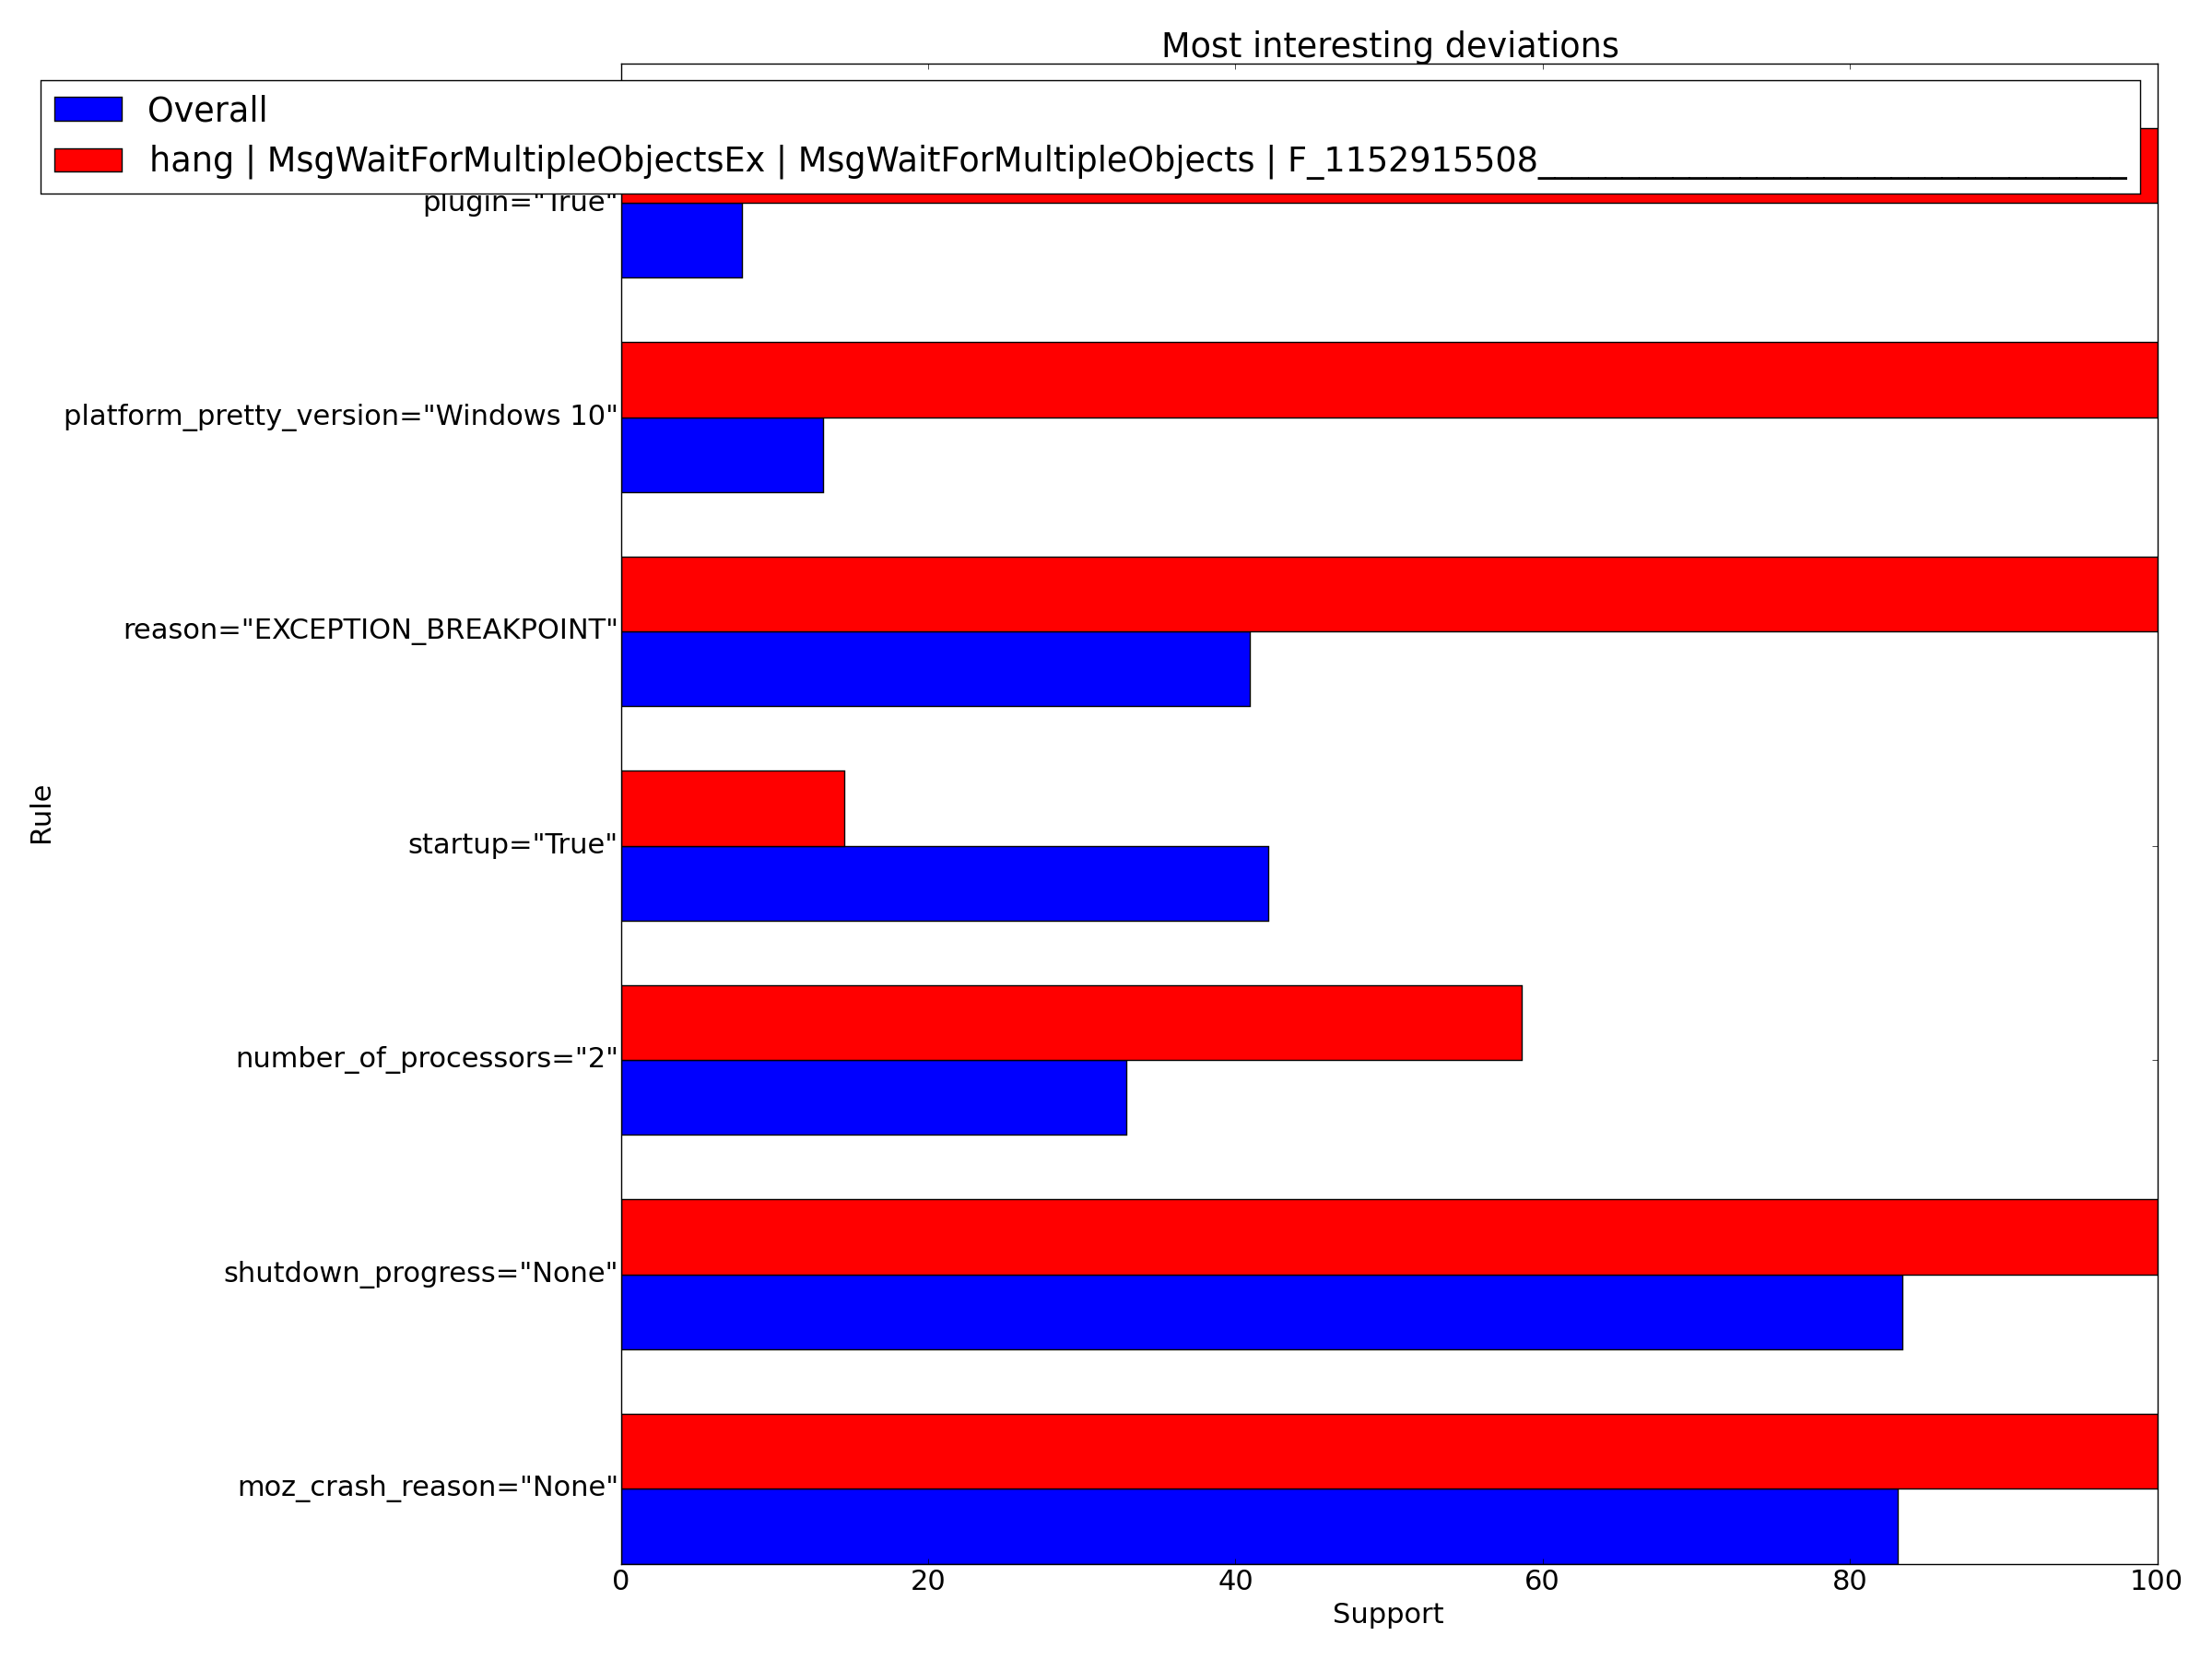 Most interesting deviations
Overall
hang | MsgWaitForMultipleObjectsEx | MsgWaitForMultipleObjects | F_1152915508___________________________________
plugin="True"
platform_pretty_version="Windows 10"
reason="EXCEPTION_BREAKPOINT"
startup="True"
number_of_processors="2"
shutdown_progress="None"
moz_crash_reason="None"
Rule
0 20 40 60 80 100
Support